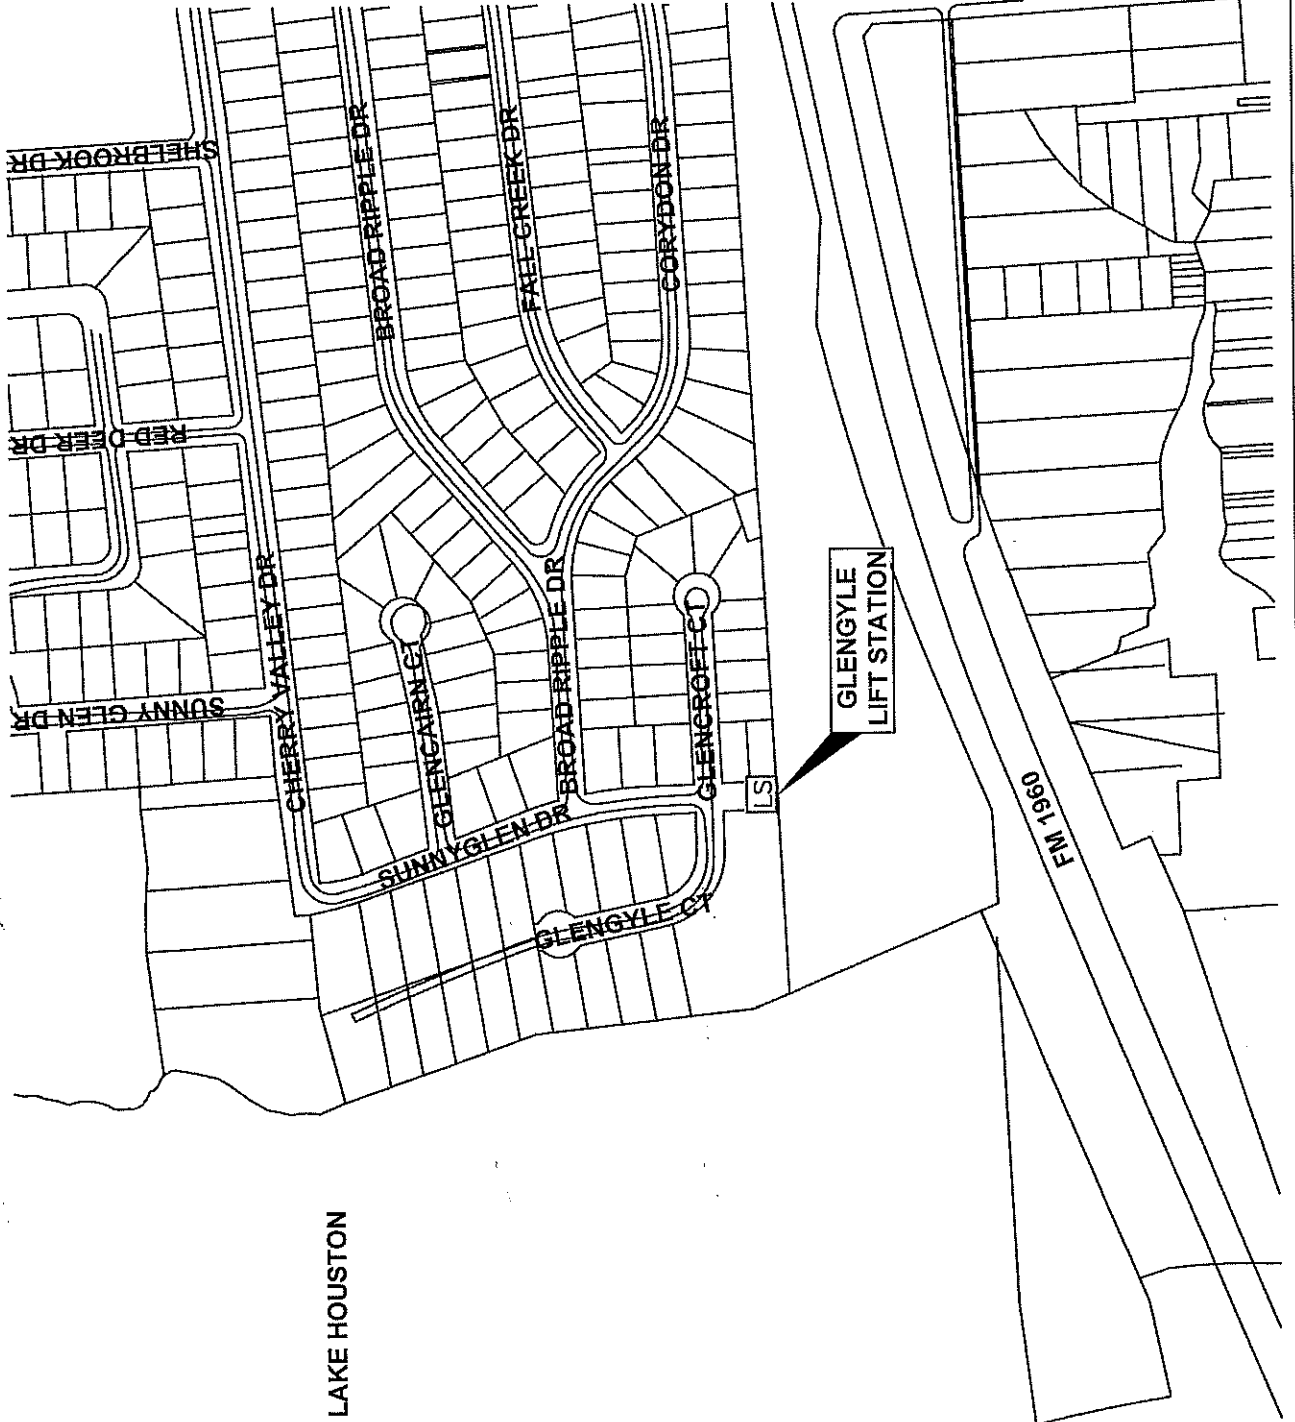 SHELBROOK DR
BROAD RIPPLE DR
FALL CREEK DR
CORYDON DR
RED DEER DR
SUNNY GLEN DR
CHERRY VALLEY DR
GLENCAIRN CT
BROAD RIPPLE DR
GLENCROFT CT
SUNNYGLEN DR
GLENGYLE CT
LS
GLENGYLE
LIFT STATION
FM 1960
LAKE HOUSTON